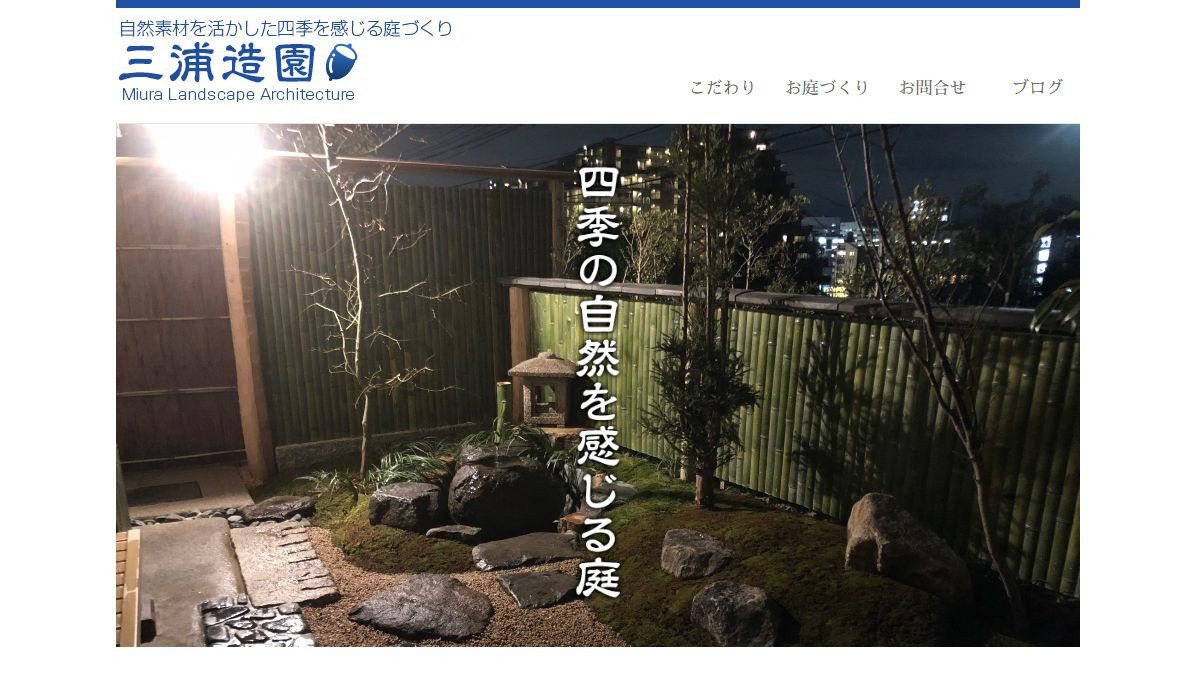 自然素材を活かした四季を感じる庭づくり
三浦造園
Miura Landscape Architecture
こだわり お庭づくり お問合せ ブログ
四季の自然を感じる庭